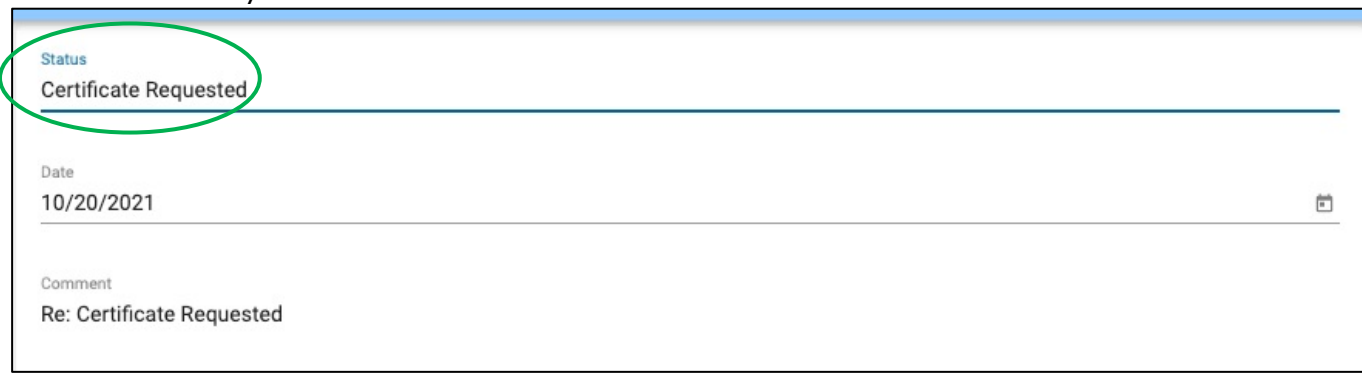 Status
Certificate Requested
Date
10/20/2021
Comment
Re: Certificate Requested